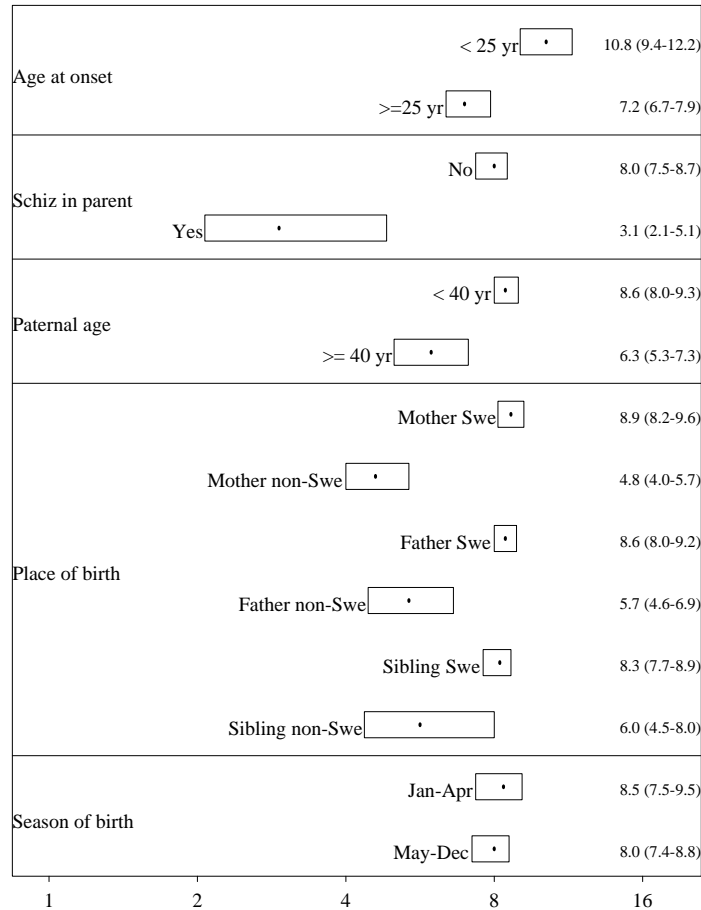 < 25 yr 10.8 (9.4-12.2)
Age at onset
>=25 yr 7.2 (6.7-7.9)
No 8.0 (7.5-8.7)
Schiz in parent
Yes 3.1 (2.1-5.1)
< 40 yr 8.6 (8.0-9.3)
Paternal age
>= 40 yr 6.3 (5.3-7.3)
Mother Swe 8.9 (8.2-9.6)
Mother non-Swe 4.8 (4.0-5.7)
Father Swe 8.6 (8.0-9.2)
Place of birth
Father non-Swe 5.7 (4.6-6.9)
Sibling Swe 8.3 (7.7-8.9)
Sibling non-Swe 6.0 (4.5-8.0)
Jan-Apr 8.5 (7.5-9.5)
Season of birth
May-Dec 8.0 (7.4-8.8)
1 2 4 8 16